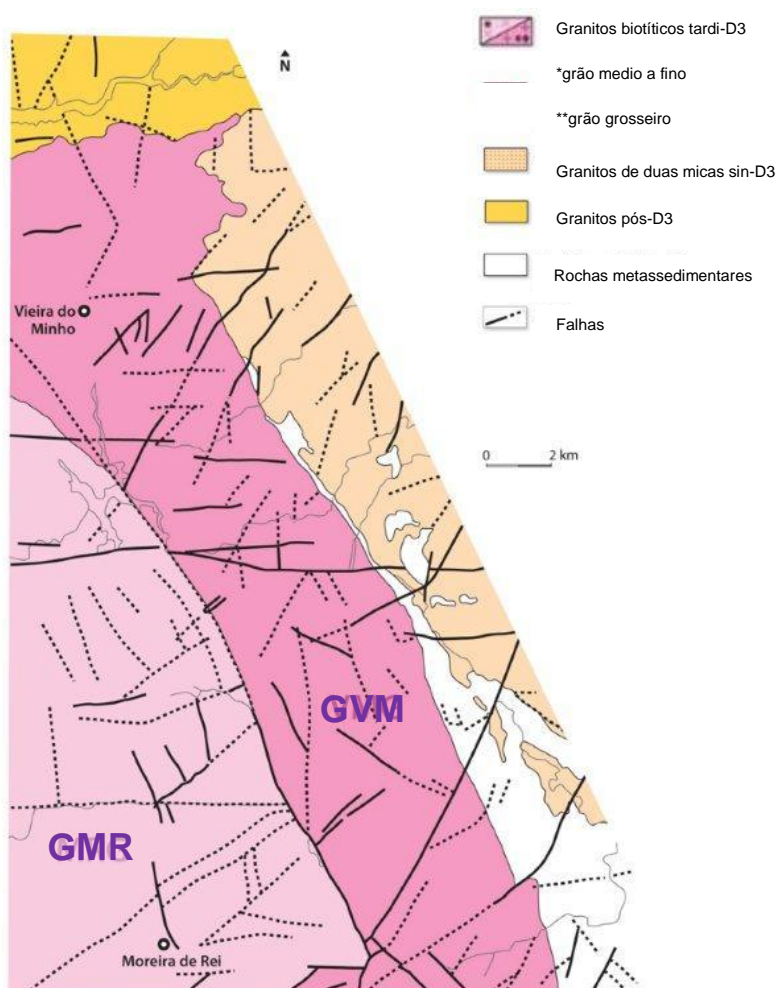 N
Granitos biotíticos tardi-D3
*grão medio a fino
**grão grosseiro
Granitos de duas micas sin-D3
Granitos pós-D3
Rochas metassedimentares
Falhas
0 2 km
Vieira do
Minho
GVM
GMR
Moreira de Rei